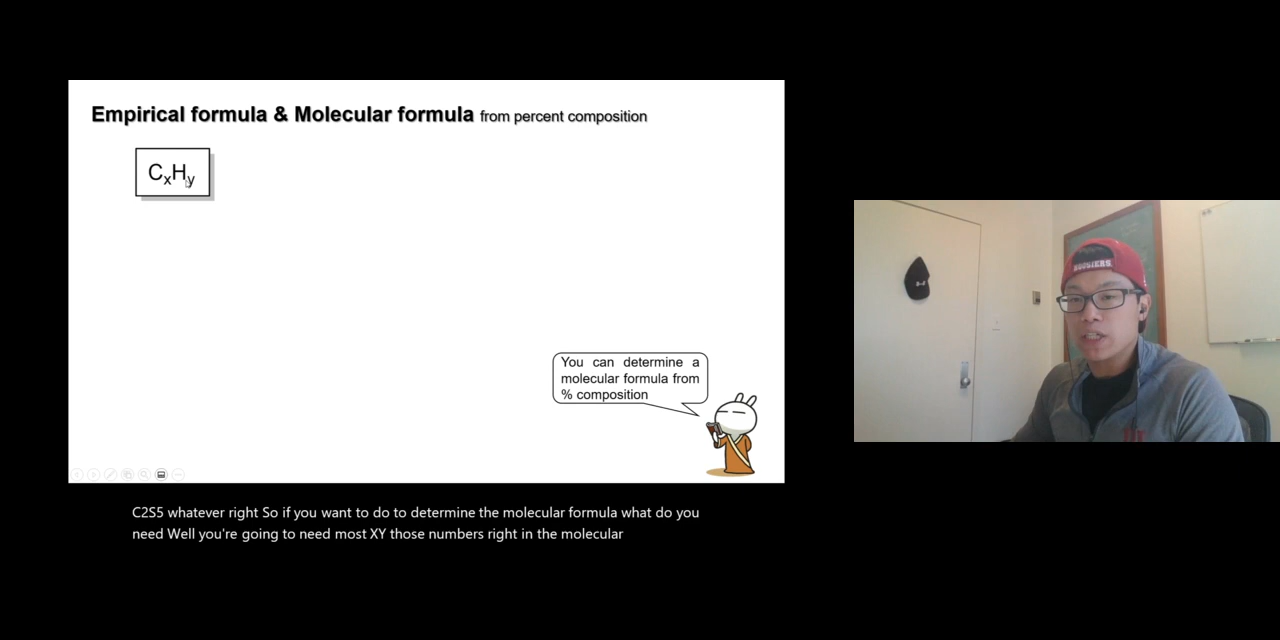 Empirical formula & Molecular formula from percent composition
CxHy
You can determine a
molecular formula from
% composition
HOOSIERS
C2S5 whatever right So if you want to do to determine the molecular formula what do you
need Well you're going to need most XY those numbers right in the molecular